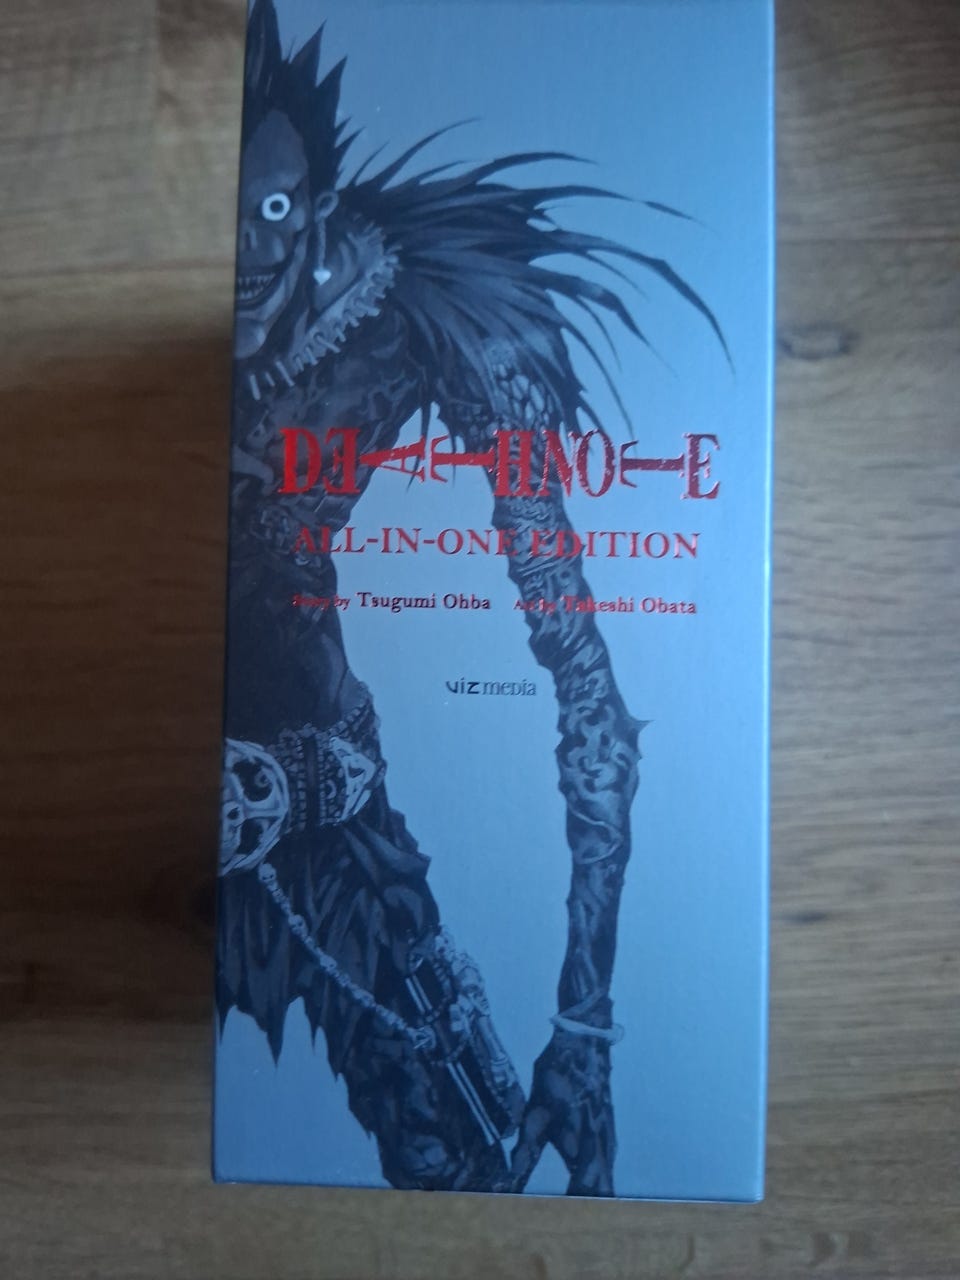 DEATH NOTE
ALL-IN-ONE EDITION
Story by Tsugumi Ohba Art by Takeshi Obata
viz media